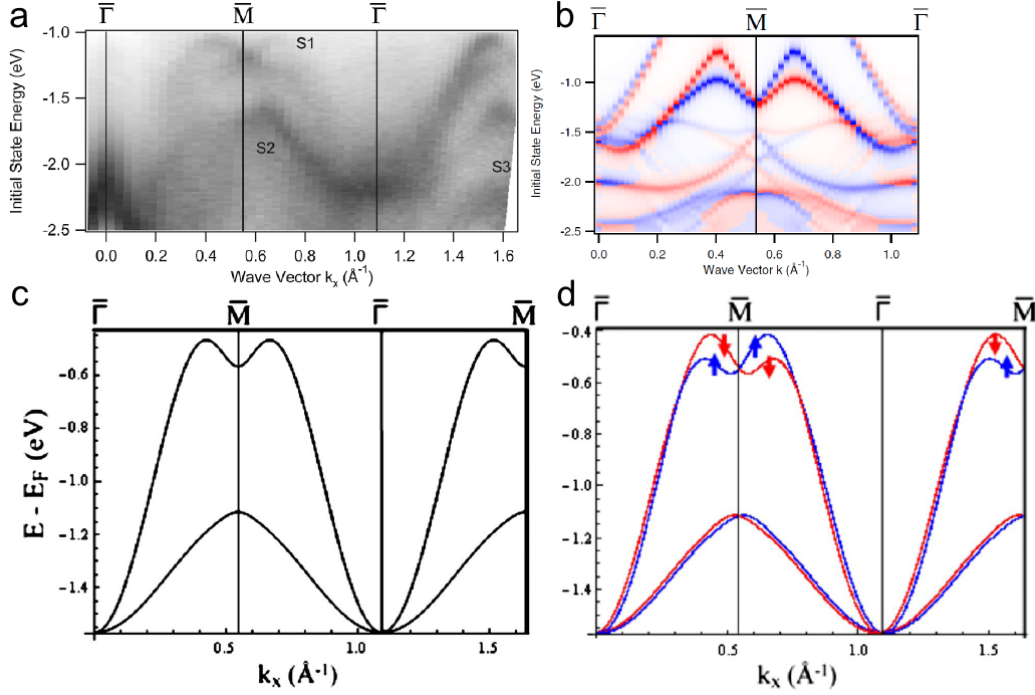 a
Γ̅ M̅ Γ̅
Initial State Energy (eV)
-1.0
-1.5
-2.0
-2.5
S1
S2
S3
0.0 0.2 0.4 0.6 0.8 1.0 1.2 1.4 1.6
Wave Vector kₓ (Å⁻¹)
b
Γ̅ M̅ Γ̅
Initial State Energy (eV)
-1.0
-1.5
-2.0
-2.5
0.0 0.2 0.4 0.6 0.8 1.0
Wave Vector k (Å⁻¹)
c
Γ̅ M̅ Γ̅ M̅
E - E_F (eV)
-0.6
-0.8
-1.0
-1.2
-1.4
0.5 1.0 1.5
kₓ (Å⁻¹)
d
Γ̅ M̅ Γ̅ M̅
-0.4
-0.6
-0.8
-1.0
-1.2
-1.4
0.5 1.0 1.5
kₓ (Å⁻¹)